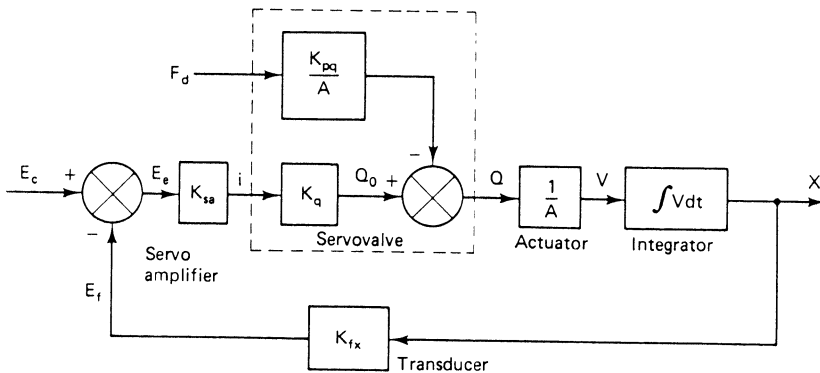 F_d
K_pq
A
−
E_c
+
E_e
K_sa
i
K_q
Q_0
+
Q
1
A
V
∫Vdt
X
−
Servo
amplifier
Servovalve
Actuator
Integrator
E_f
K_fx
Transducer